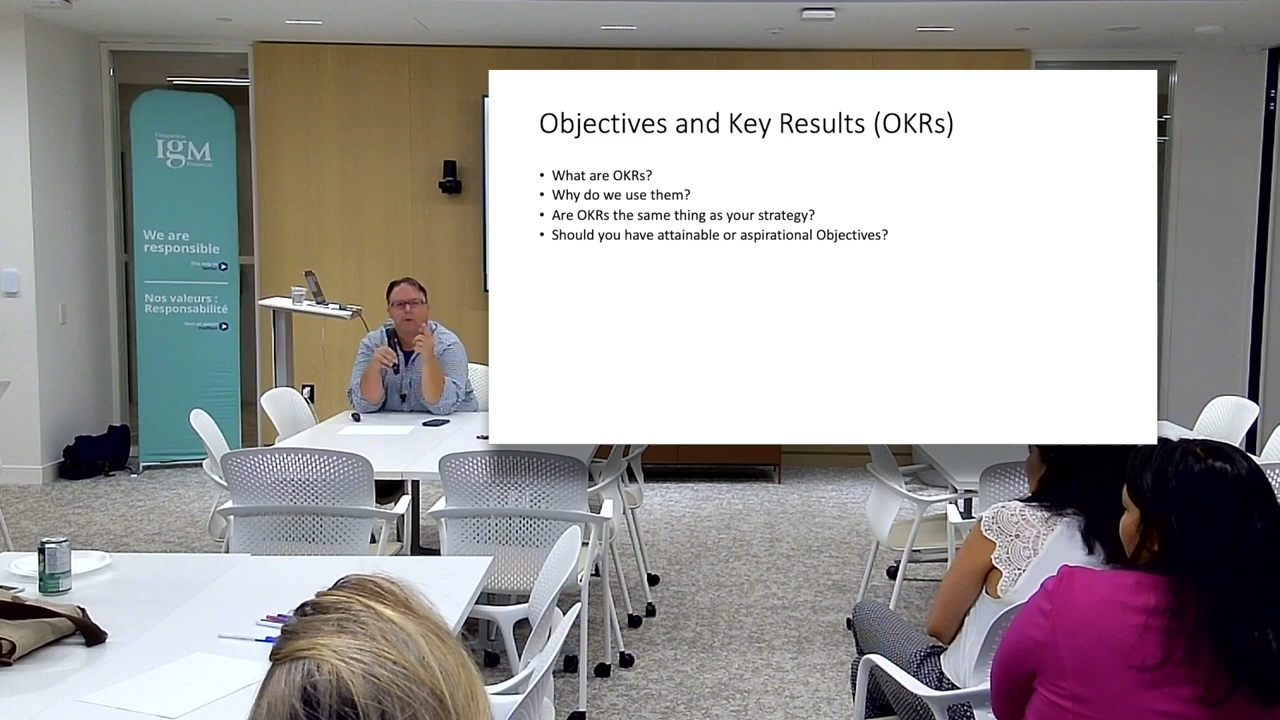 IGM
We are
responsible
Nos valeurs :
Responsabilité
Objectives and Key Results (OKRs)
• What are OKRs?
• Why do we use them?
• Are OKRs the same thing as your strategy?
• Should you have attainable or aspirational Objectives?